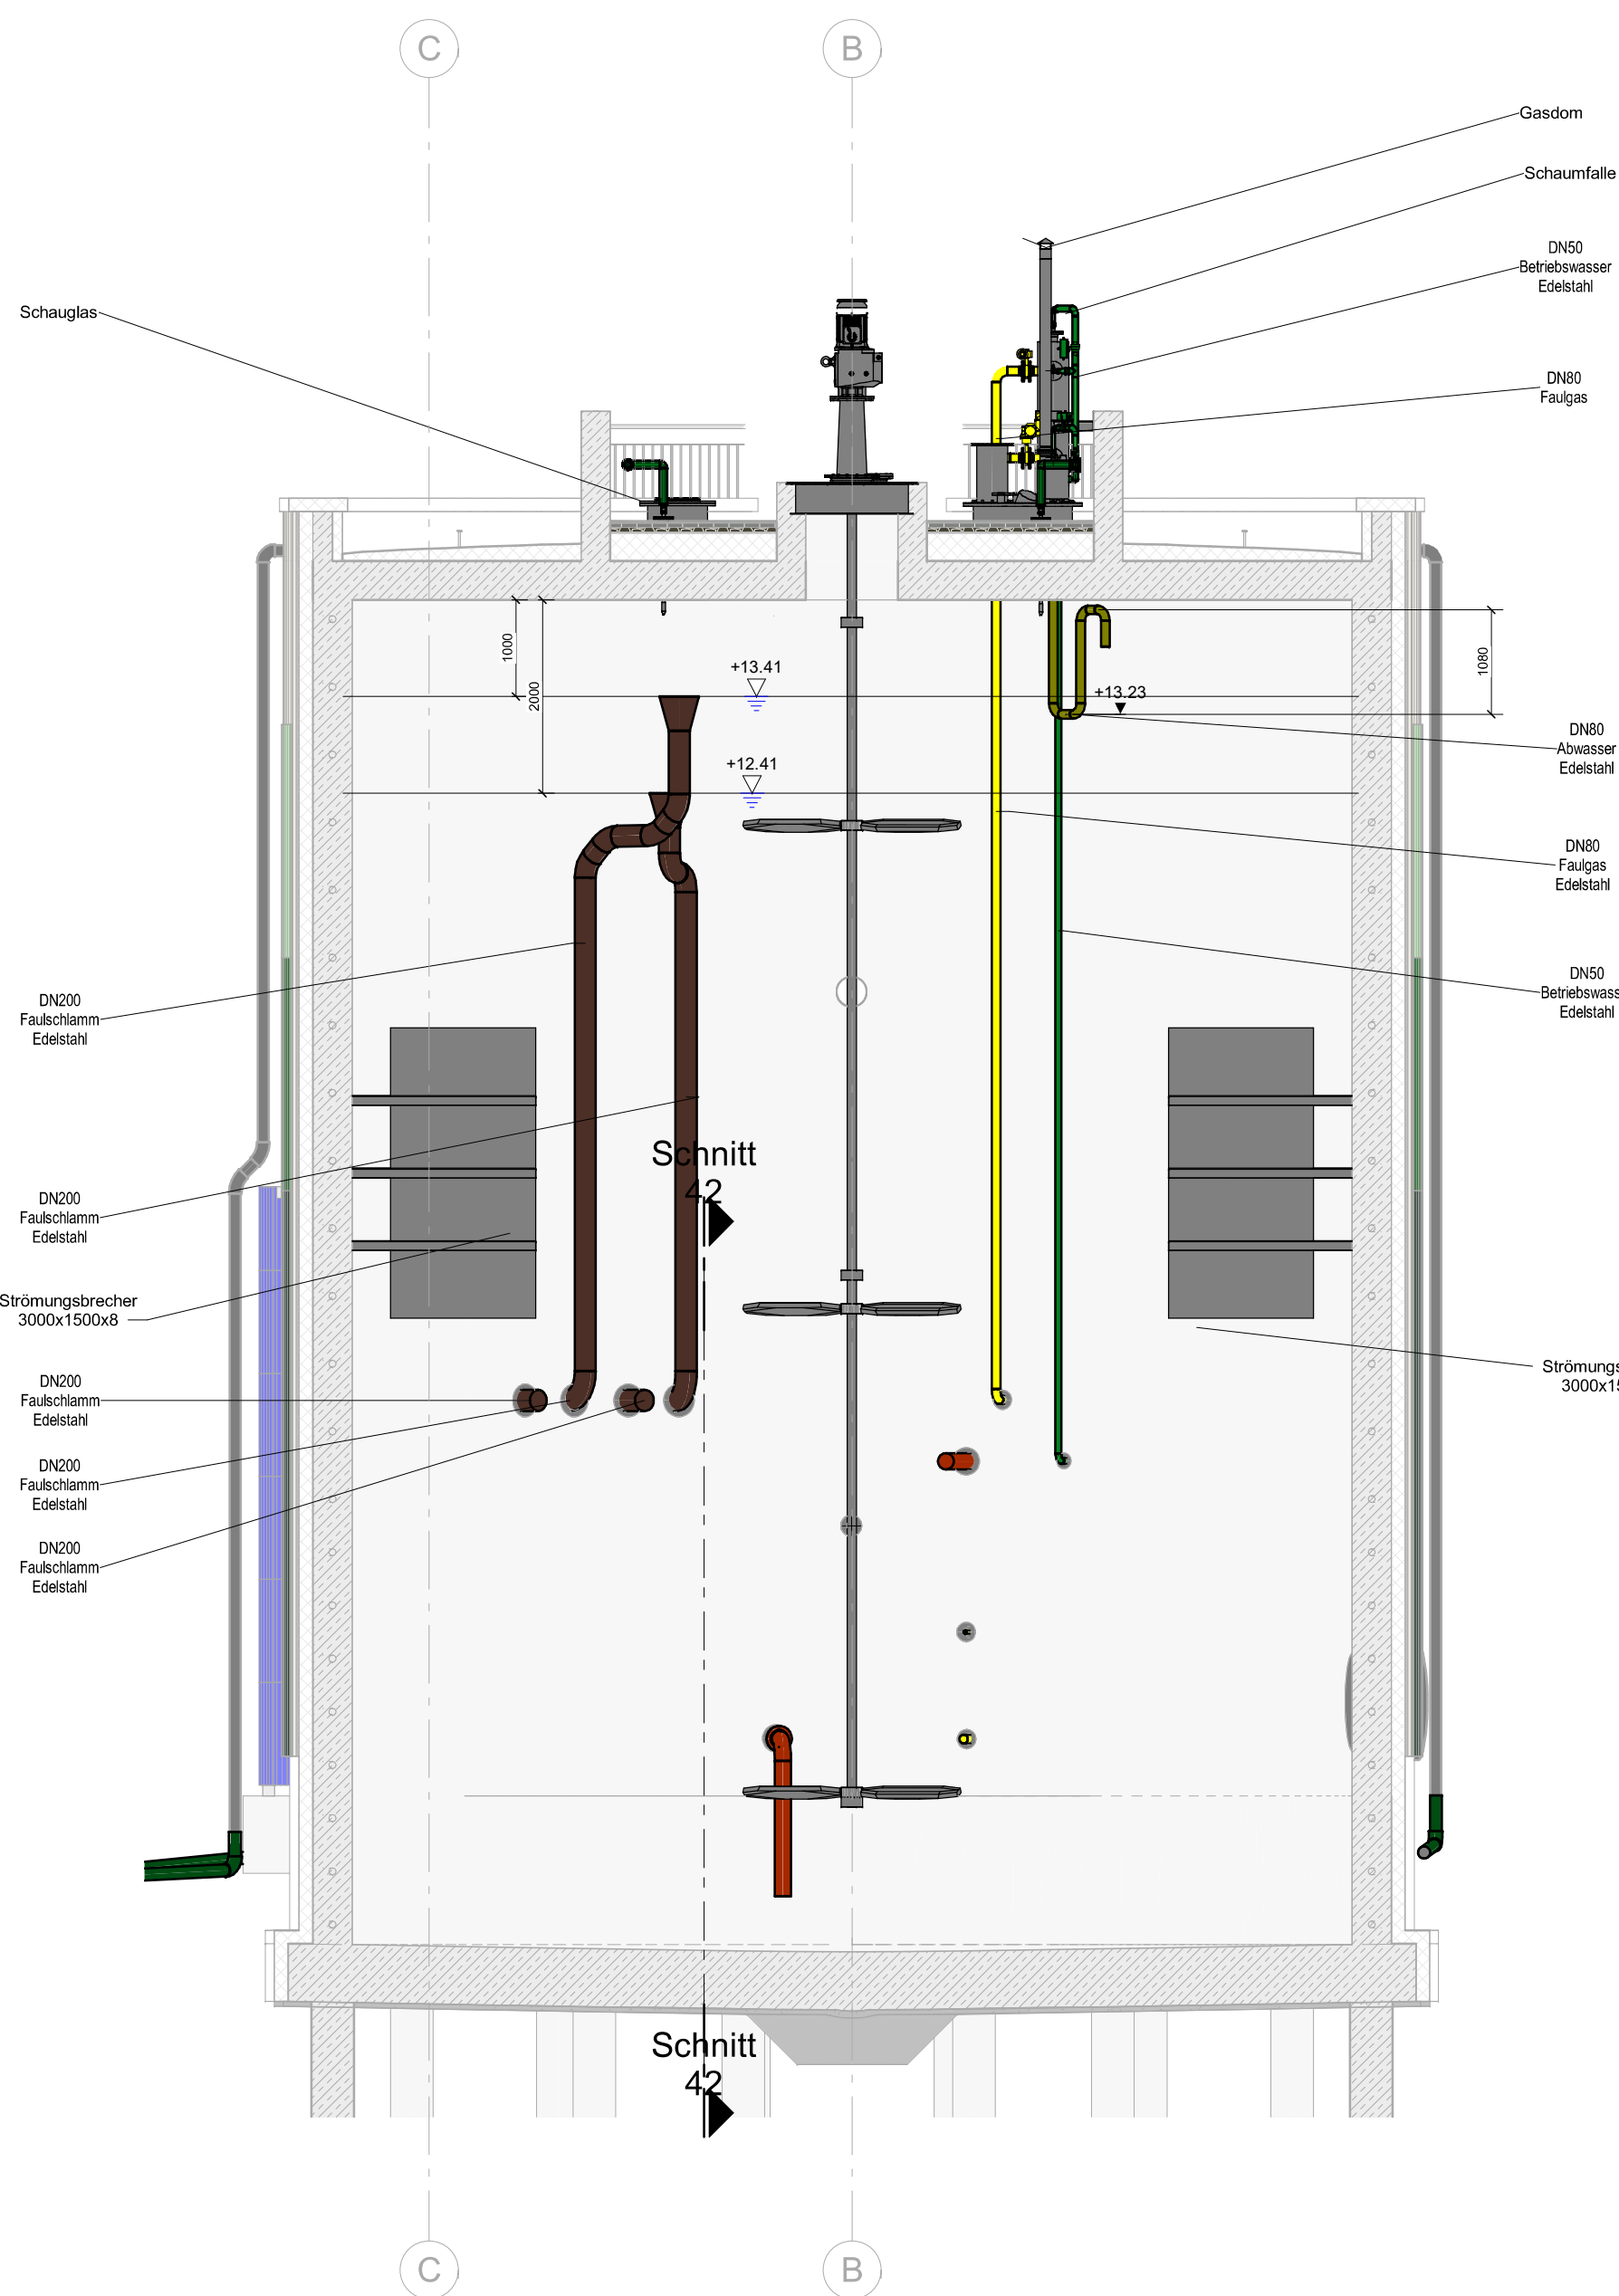 C
B
Gasdom
Schaumfalle
DN50
Betriebswasser
Edelstahl
Schauglas
DN80
Faulgas
1000
2000
+13.41
+13.23
1080
+12.41
DN80
Abwasser
Edelstahl
DN80
Faulgas
Edelstahl
DN50
Betriebswass
Edelstahl
DN200
Faulschlamm
Edelstahl
Schnitt
42
DN200
Faulschlamm
Edelstahl
Strömungsbrecher
3000x1500x8
Strömungs
3000x15
DN200
Faulschlamm
Edelstahl
DN200
Faulschlamm
Edelstahl
DN200
Faulschlamm
Edelstahl
Schnitt
42
C
B